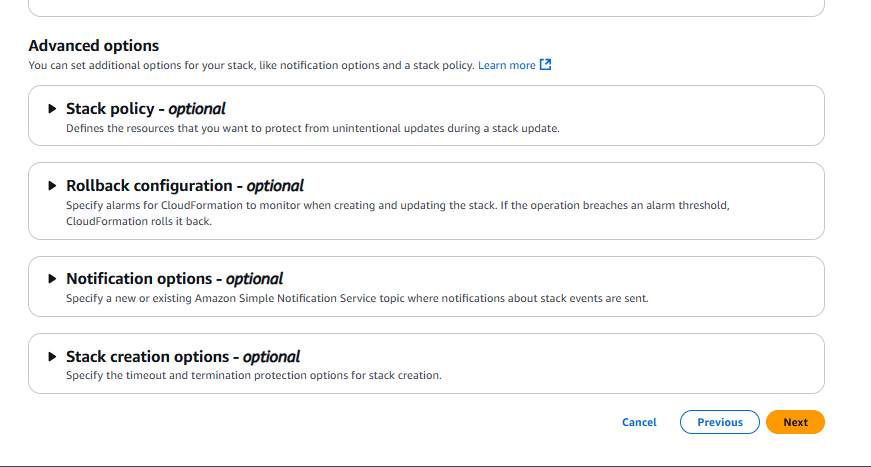 Advanced options
You can set additional options for your stack, like notification options and a stack policy. Learn more
Stack policy - optional
Defines the resources that you want to protect from unintentional updates during a stack update.
Rollback configuration - optional
Specify alarms for CloudFormation to monitor when creating and updating the stack. If the operation breaches an alarm threshold,
CloudFormation rolls it back.
Notification options - optional
Specify a new or existing Amazon Simple Notification Service topic where notifications about stack events are sent.
Stack creation options - optional
Specify the timeout and termination protection options for stack creation.
Cancel Previous Next